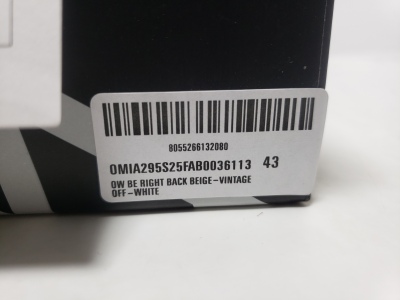 8055266132080
OMIA295S25FAB0036113 43
OW BE RIGHT BACK BEIGE-VINTAGE
OFF-WHITE